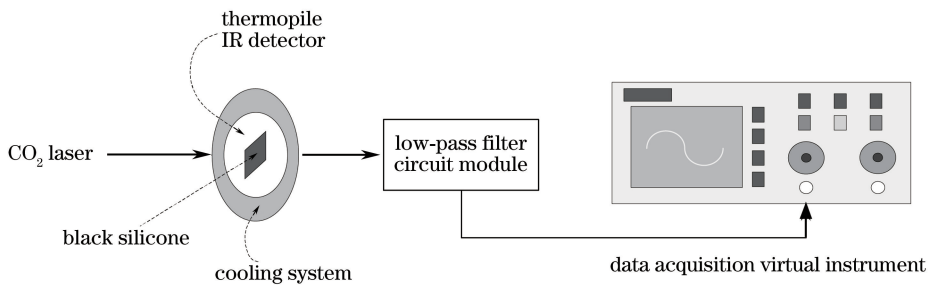 thermopile
IR detector
CO₂ laser
low-pass filter
circuit module
black silicone
cooling system
data acquisition virtual instrument